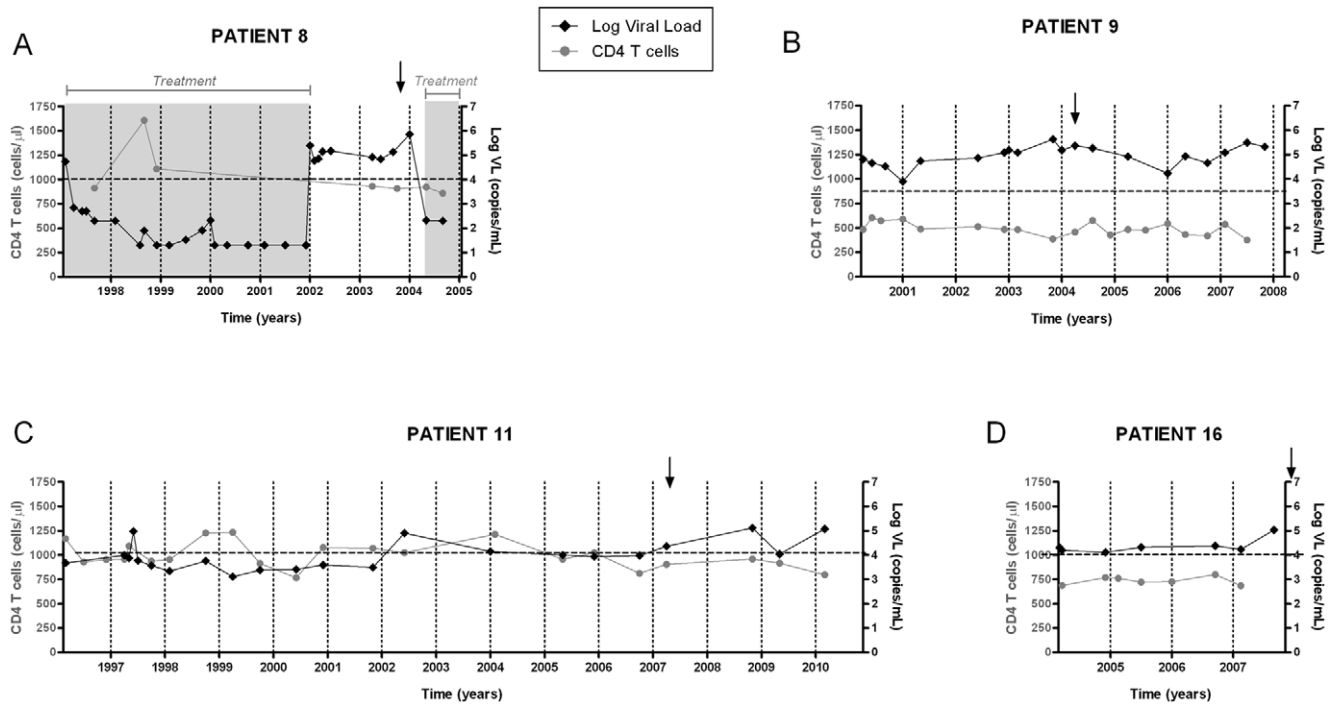 Log Viral Load
CD4 T cells
A
PATIENT 8
Treatment
Treatment
CD4 T cells (cells/μl)
1750
1500
1250
1000
750
500
250
0
7
6
5
4
3
2
1
0
Log VL (copies/mL)
1998 1999 2000 2001 2002 2003 2004 2005
Time (years)
B
PATIENT 9
CD4 T cells (cells/μl)
1750
1500
1250
1000
750
500
250
0
7
6
5
4
3
2
1
0
Log VL (copies/mL)
2001 2002 2003 2004 2005 2006 2007 2008
Time (years)
C
PATIENT 11
CD4 T cells (cells/μl)
1750
1500
1250
1000
750
500
250
0
7
6
5
4
3
2
1
0
Log VL (copies/mL)
1997 1998 1999 2000 2001 2002 2003 2004 2005 2006 2007 2008 2009 2010
Time (years)
D
PATIENT 16
CD4 T cells (cells/μl)
1750
1500
1250
1000
750
500
250
0
7
6
5
4
3
2
1
0
Log VL (copies/mL)
2005 2006 2007
Time (years)